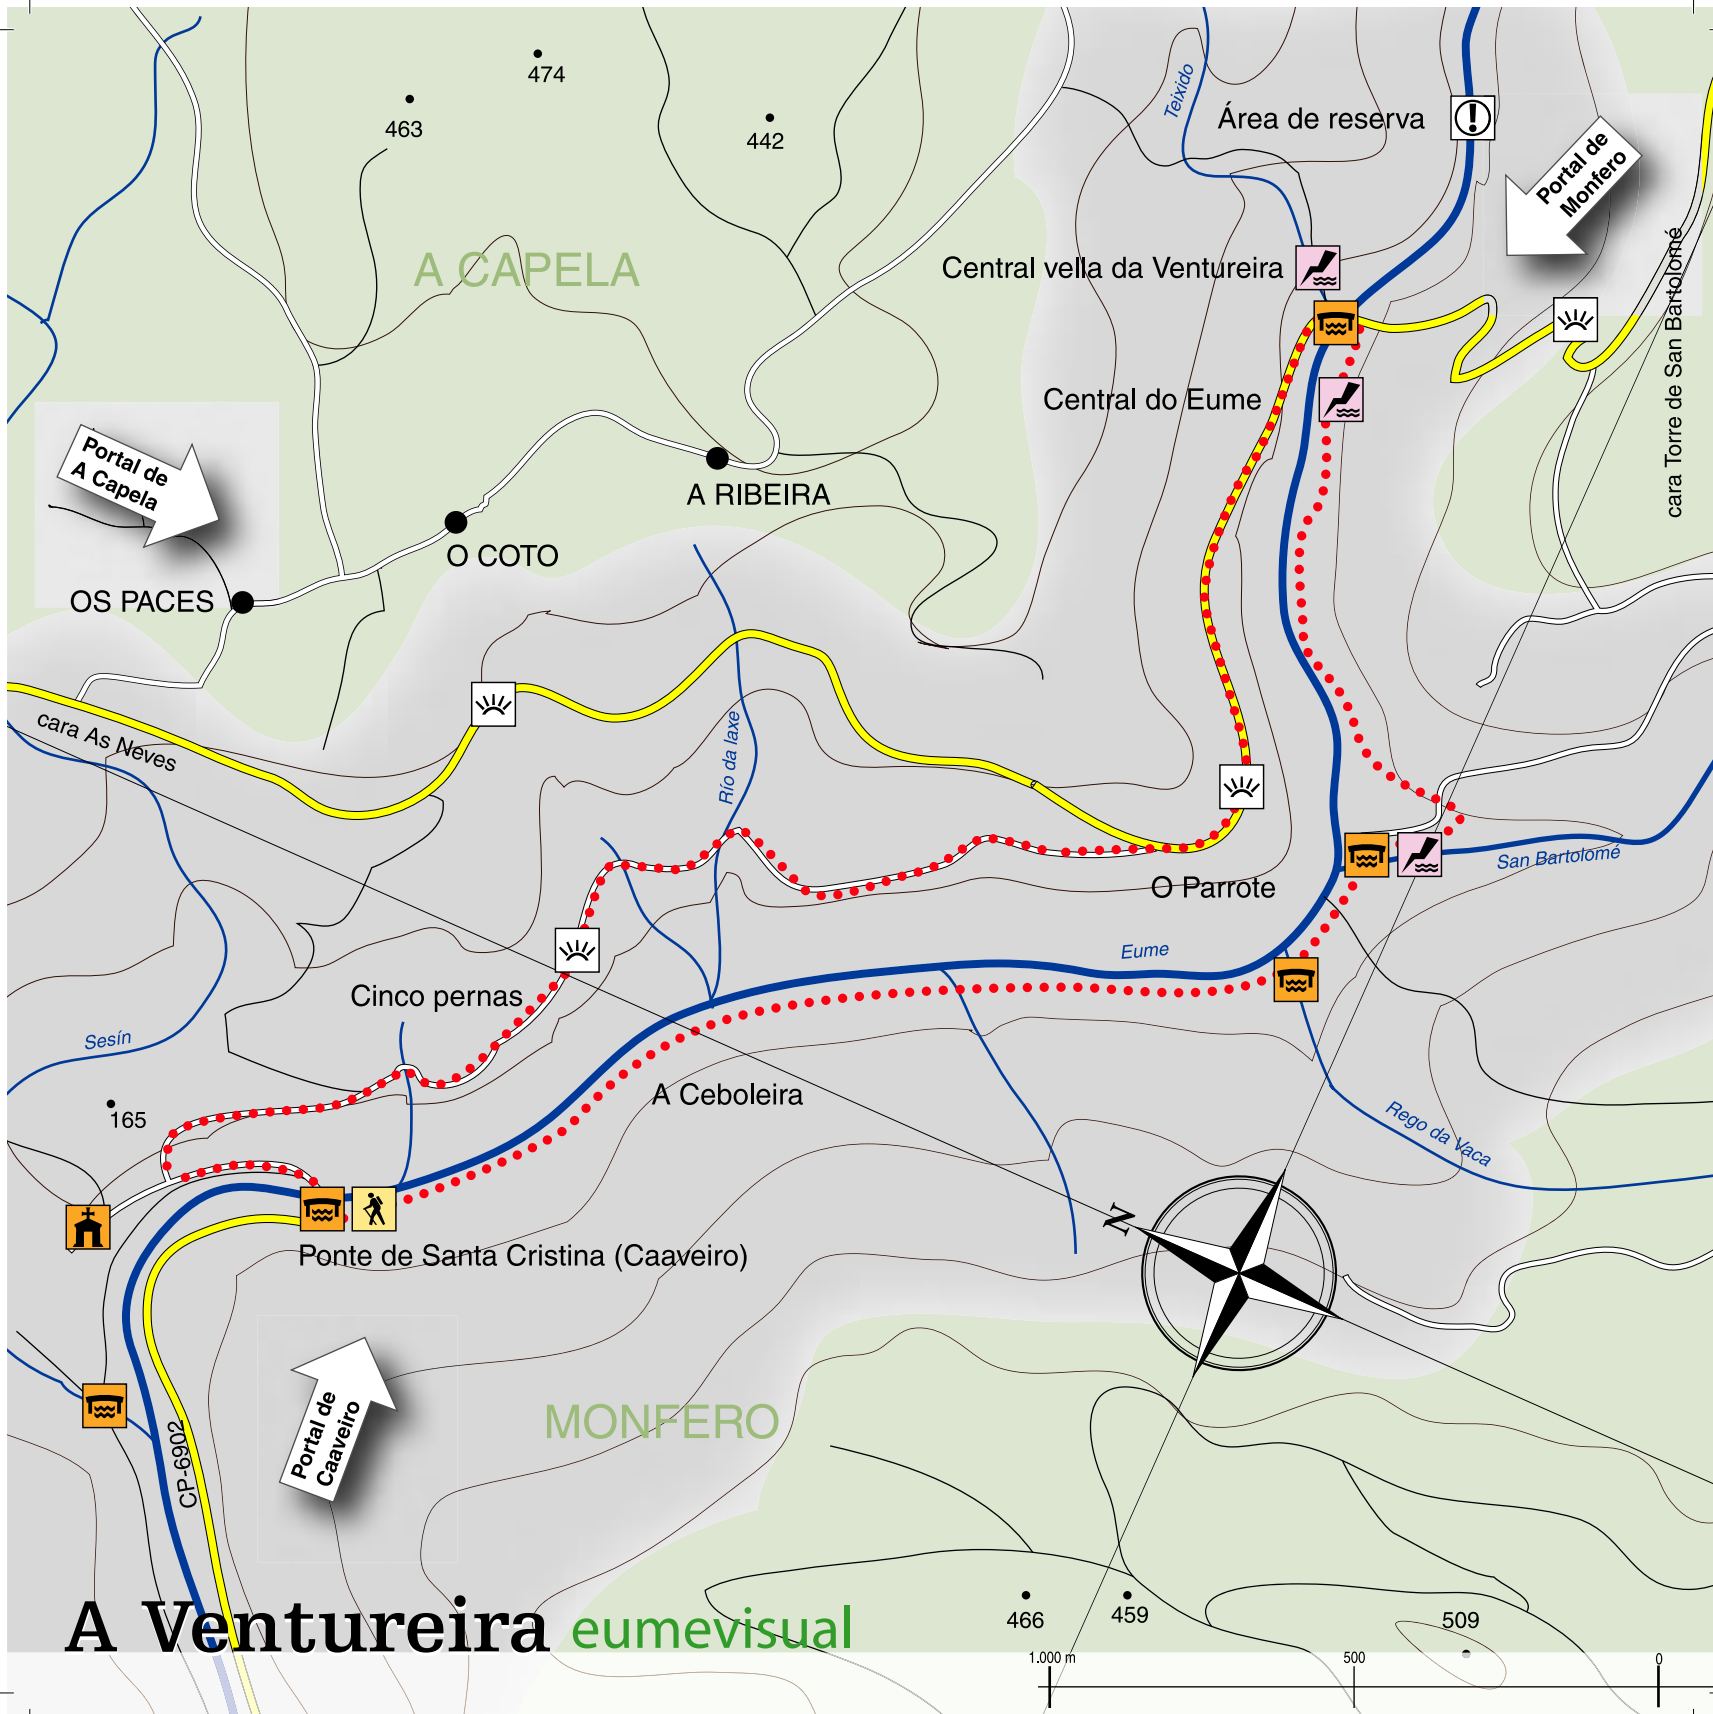 474
463
442
Teixido
Área de reserva
Portal de
Monfero
A CAPELA
Central vella da Ventureira
cara Torre de San Bartolomé
Central do Eume
Portal de
A Capela
A RIBEIRA
O COTO
OS PACES
cara As Neves
Río da Iaxe
San Bartolomé
O Parrote
Eume
Cinco pernas
Sesín
A Ceboleira
165
Rego da Vaca
N
Ponte de Santa Cristina (Caaveiro)
Portal de
Caaveiro
MONFERO
CP-6902
466
459
509
A Ventureira eumevisual
1.000 m 500 0